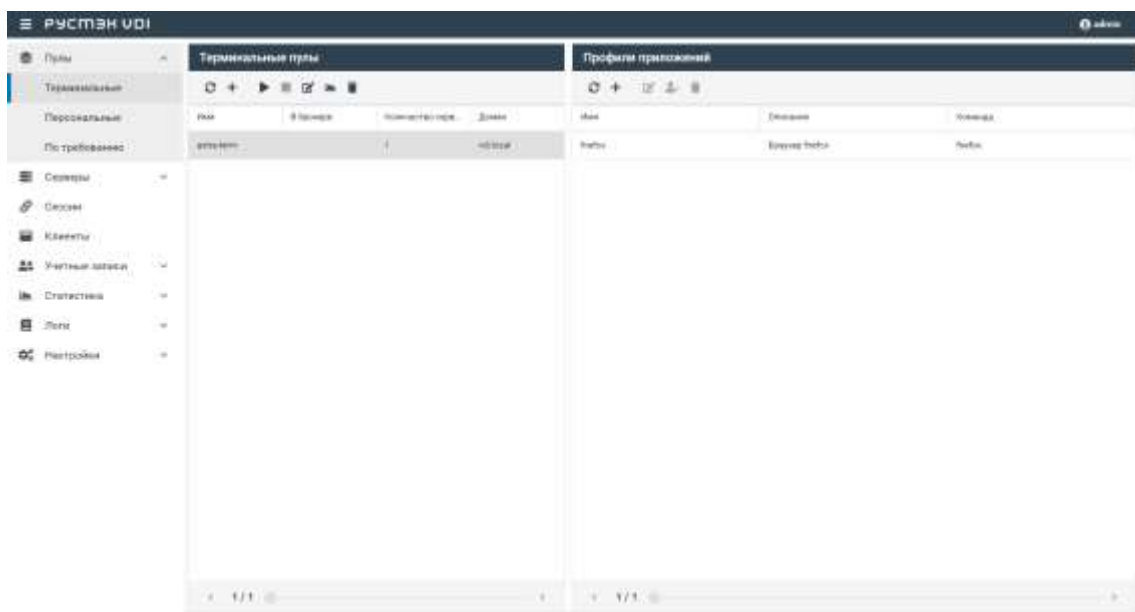 РУСТЭК VDI
admin
Пулы
Терминальные
Персональные
По требованию
Серверы
Сессии
Клиенты
Учетные записи
Статистика
Логи
Настройки
Терминальные пулы
Имя
В брокере
Количество серв...
Домен
1
1 / 1
Профили приложений
Имя
Описание
Команда
firefox
Браузер firefox
firefox
1 / 1